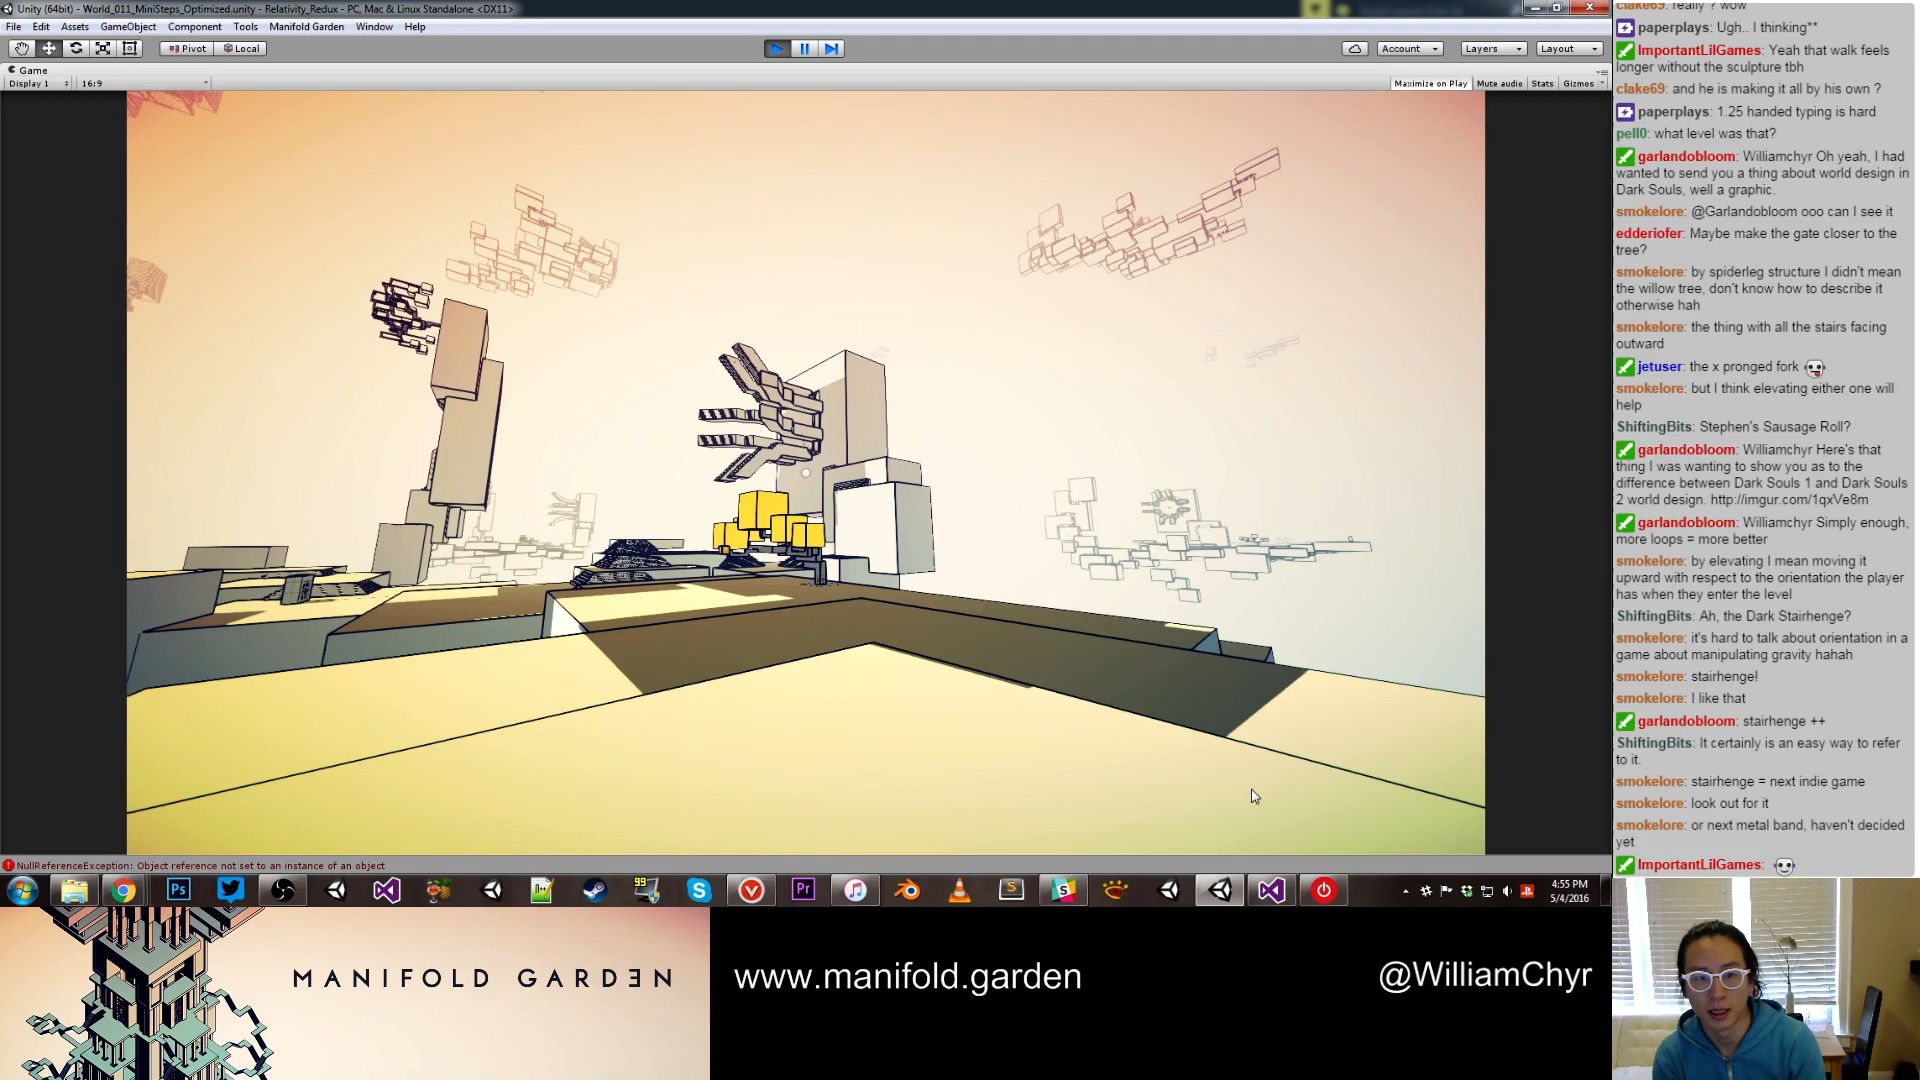 Unity (64bit) - World_011_MiniSteps_Optimized.unity - Relativity_Redux - PC, Mac & Linux Standalone <DX11>
File Edit Assets GameObject Component Tools Manifold Garden Window Help
Pivot Local Account Layers Layout
Game
Display 1 16:9 Maximize on Play Mute audio Stats Gizmos
clake69: really ? wow
paperplays: Ugh.. I thinking**
ImportantLilGames: Yeah that walk feels
longer without the sculpture tbh
clake69: and he is making it all by his own ?
paperplays: 1.25 handed typing is hard
pell0: what level was that?
garlandobloom: Williamchyr Oh yeah, I had
wanted to send you a thing about world design in
Dark Souls, well a graphic.
smokelore: @Garlandobloom ooo can I see it
edderiofer: Maybe make the gate closer to the
tree?
smokelore: by spiderleg structure I didn't mean
the willow tree, don't know how to describe it
otherwise hah
smokelore: the thing with all the stairs facing
outward
jetuser: the x pronged fork
smokelore: but I think elevating either one will
help
ShiftingBits: Stephen's Sausage Roll?
garlandobloom: Williamchyr Here's that
thing I was wanting to show you as to the
difference between Dark Souls 1 and Dark Souls
2 world design. http://imgur.com/1qxVe8m
garlandobloom: Williamchyr Simply enough,
more loops = more better
smokelore: by elevating I mean moving it
upward with respect to the orientation the player
has when they enter the level
ShiftingBits: Ah, the Dark Stairhenge?
smokelore: it's hard to talk about orientation in a
game about manipulating gravity hahah
smokelore: stairhenge!
smokelore: I like that
garlandobloom: stairhenge ++
ShiftingBits: It certainly is an easy way to refer
to it.
smokelore: stairhenge = next indie game
smokelore: look out for it
smokelore: or next metal band, haven't decided
yet
ImportantLilGames:
NullReferenceException: Object reference not set to an instance of an object
Ps 99 Pr S
4:55 PM
5/4/2016
MANIFOLD GARDƎN
www.manifold.garden
@WilliamChyr